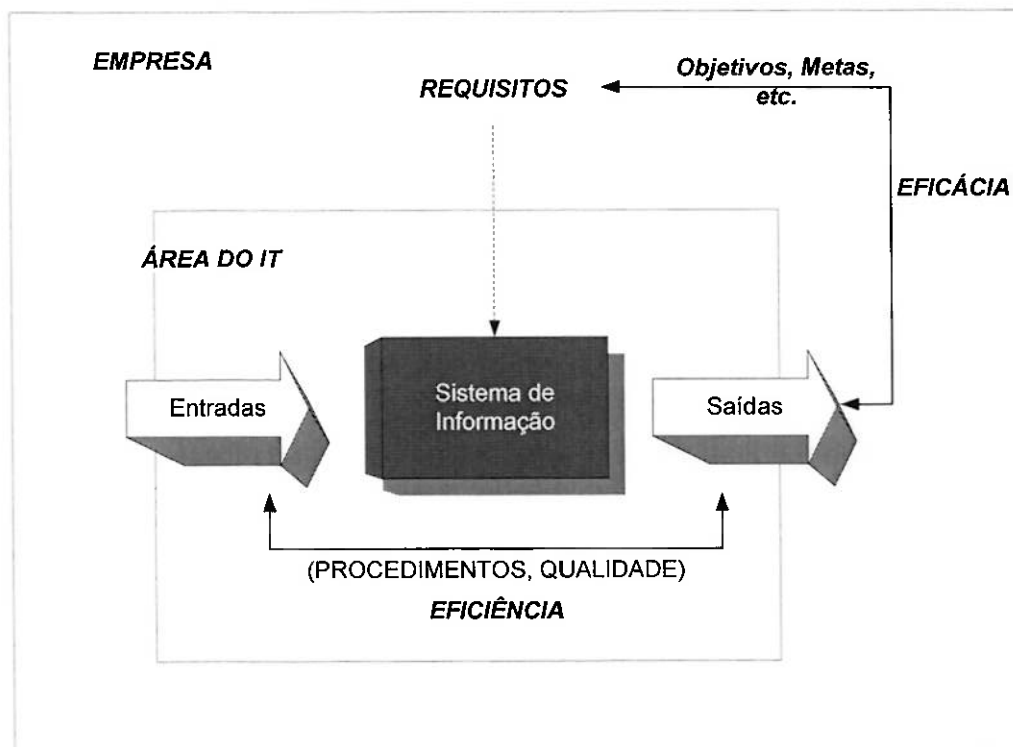 EMPRESA
REQUISITOS
Objetivos, Metas,
etc.
EFICÁCIA
ÁREA DO IT
Entradas
Sistema de
Informação
Saídas
(PROCEDIMENTOS, QUALIDADE)
EFICIÊNCIA